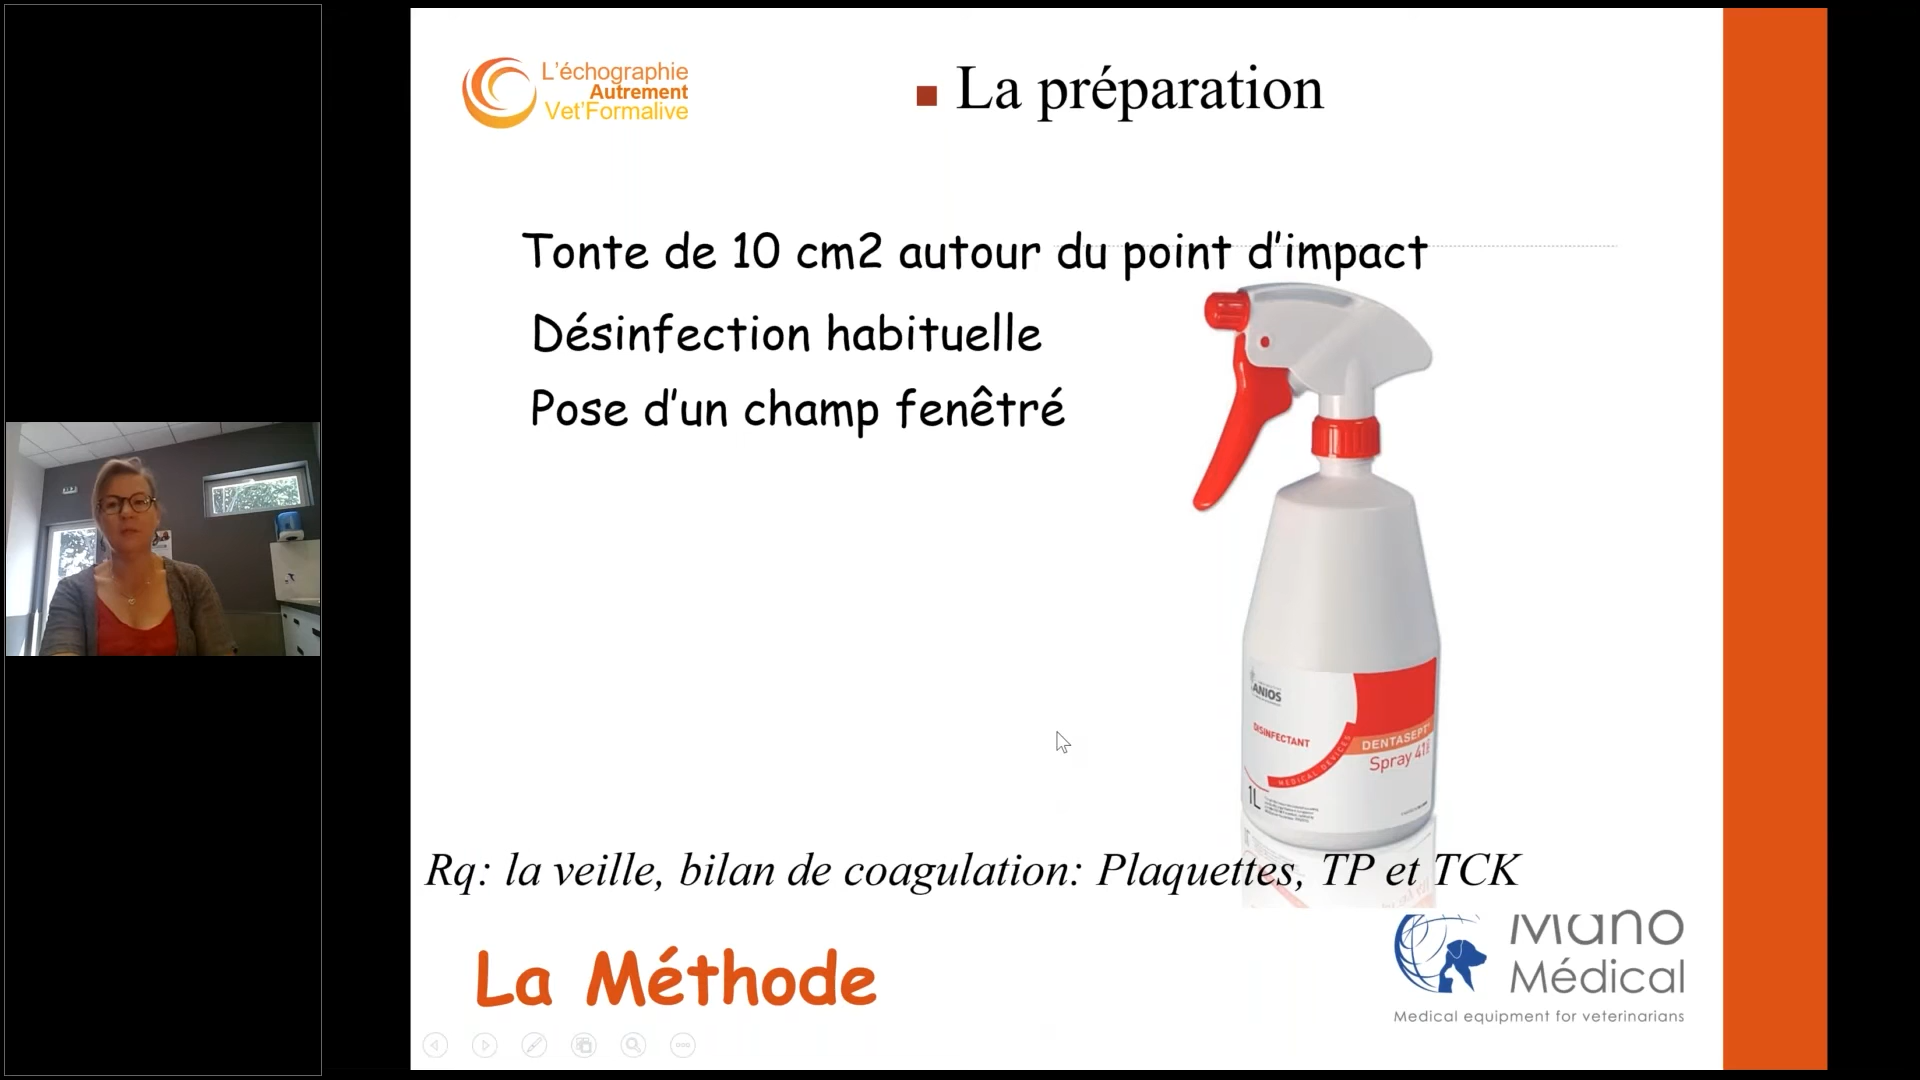 L'échographie
Autrement
Vet'Formalive
La préparation
Tonte de 10 cm2 autour du point d'impact
Désinfection habituelle
Pose d'un champ fenêtré
ANIOS
DISINFECTANT
MEDICAL DEVICES
DENTASEPT
Spray 41
1L
Rq: la veille, bilan de coagulation: Plaquettes, TP et TCK
La Méthode
Mano
Médical
Medical equipment for veterinarians